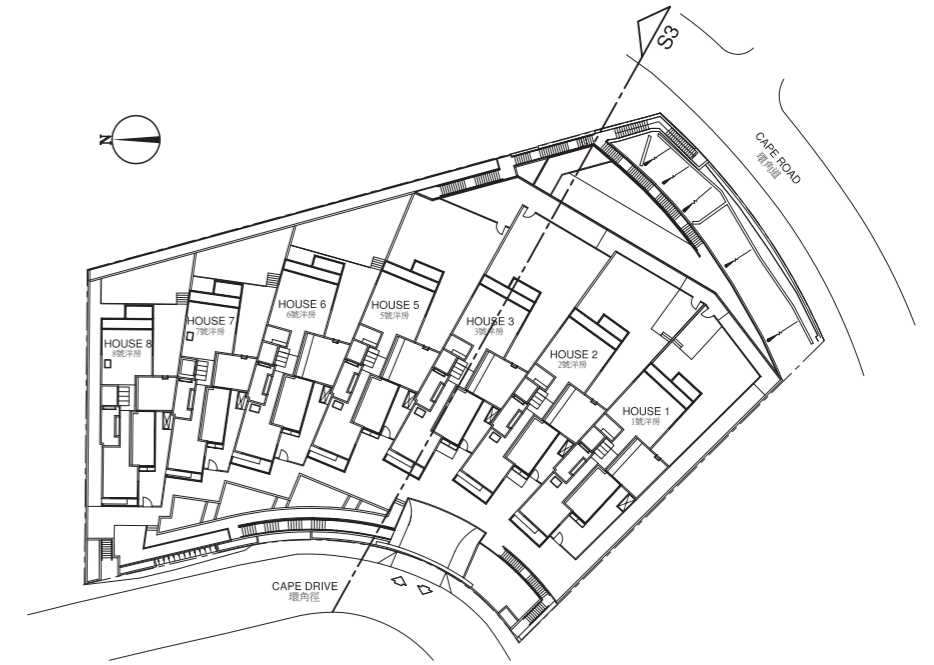 S3
N
CAPE ROAD
環角道
HOUSE 8
8號洋房
HOUSE 7
7號洋房
HOUSE 6
6號洋房
HOUSE 5
5號洋房
HOUSE 3
3號洋房
HOUSE 2
2號洋房
HOUSE 1
1號洋房
CAPE DRIVE
環角徑